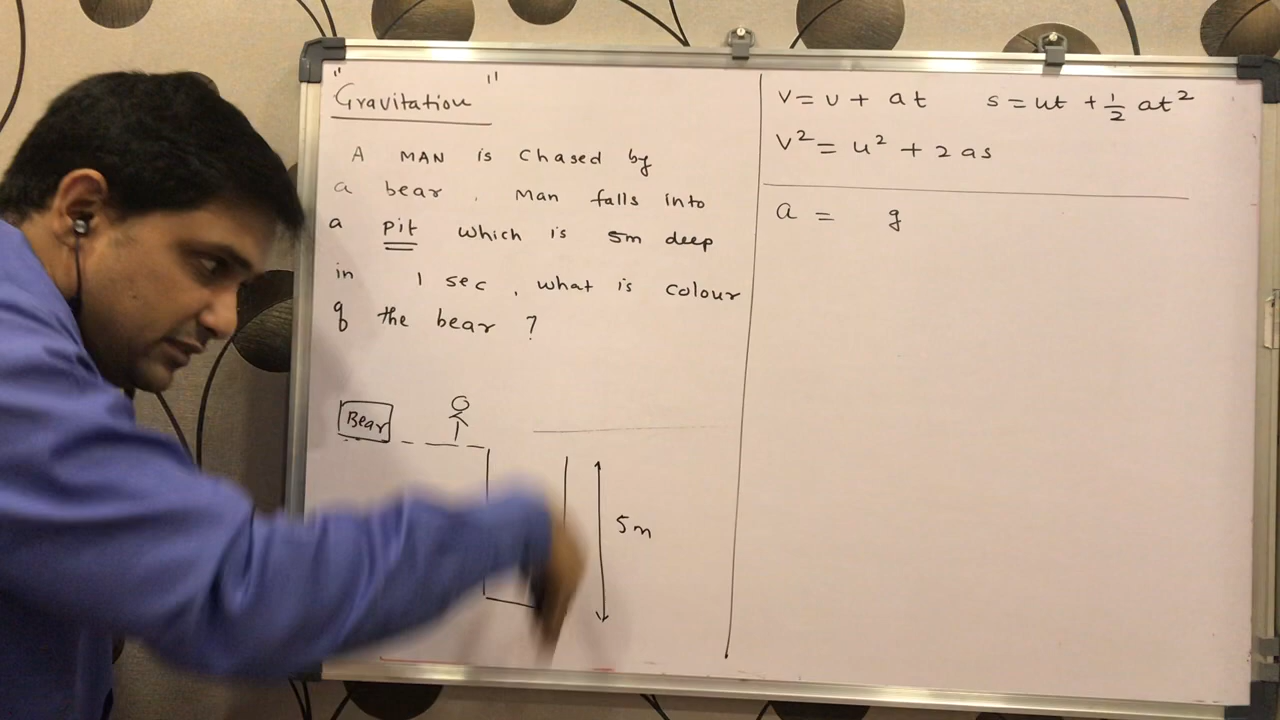 "Gravitation"
A MAN is chased by
a bear, Man falls into
a pit which is 5m deep
in 1 sec, what is colour
of the bear ?
Bear
5m
v = u + at s = ut + 1/2 at²
v² = u² + 2as
a = g